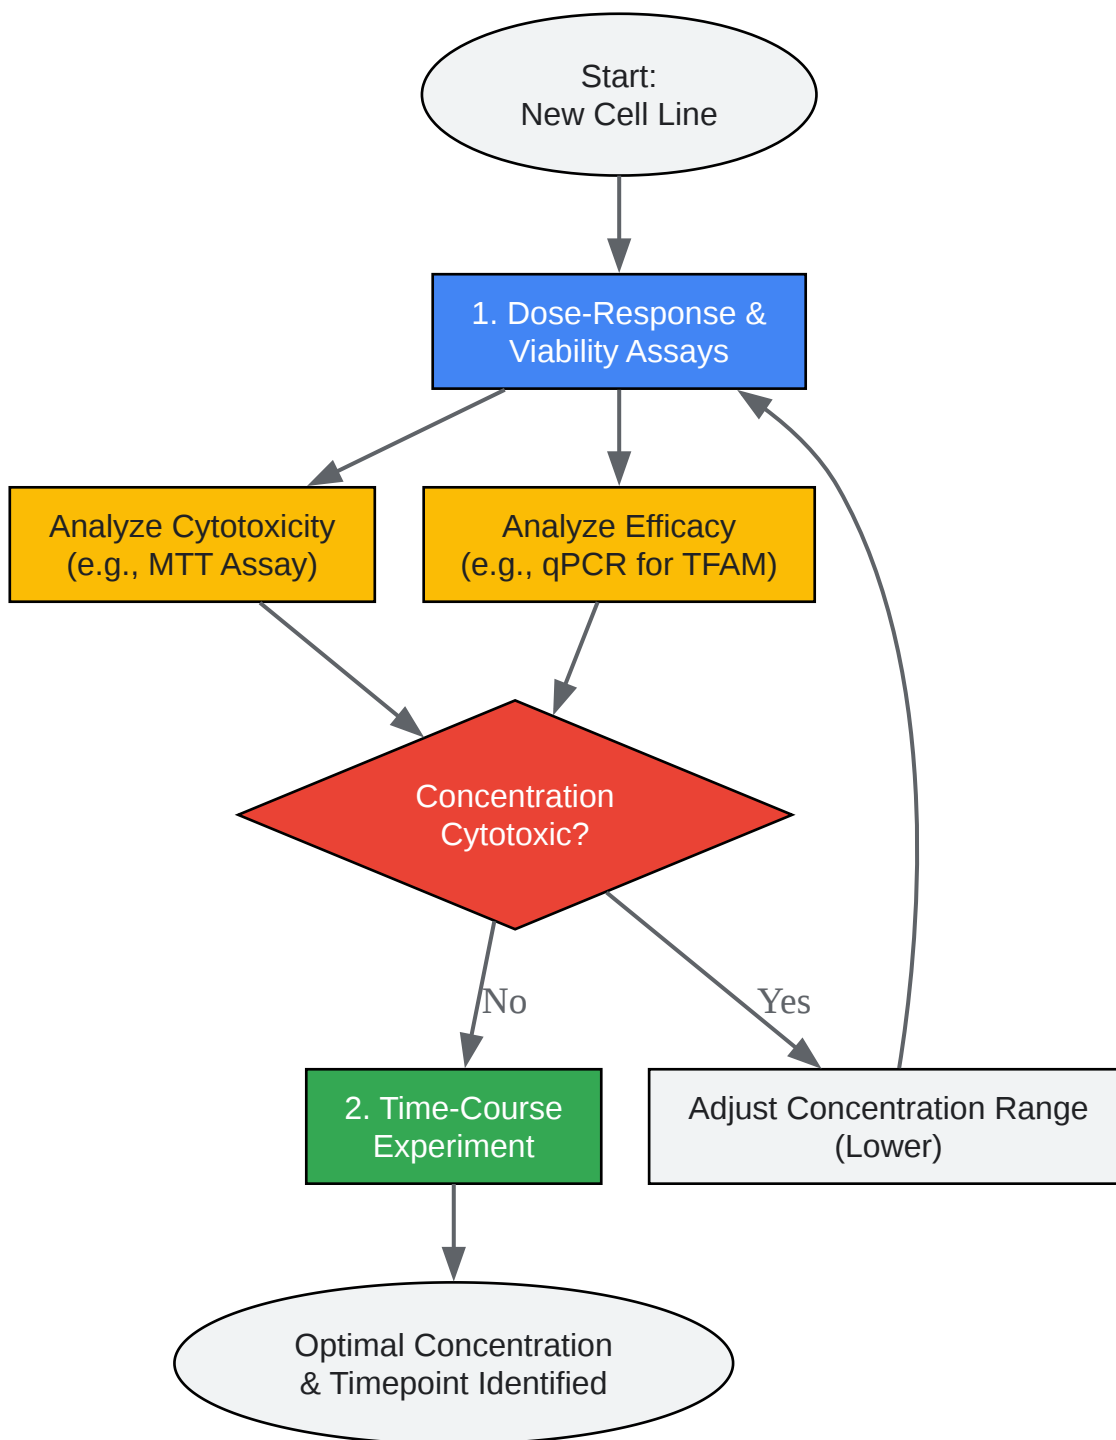 Start:
New Cell Line
1. Dose-Response &
Viability Assays
Analyze Cytotoxicity
(e.g., MTT Assay)
Analyze Efficacy
(e.g., qPCR for TFAM)
Concentration
Cytotoxic?
No
Yes
2. Time-Course
Experiment
Adjust Concentration Range
(Lower)
Optimal Concentration
& Timepoint Identified